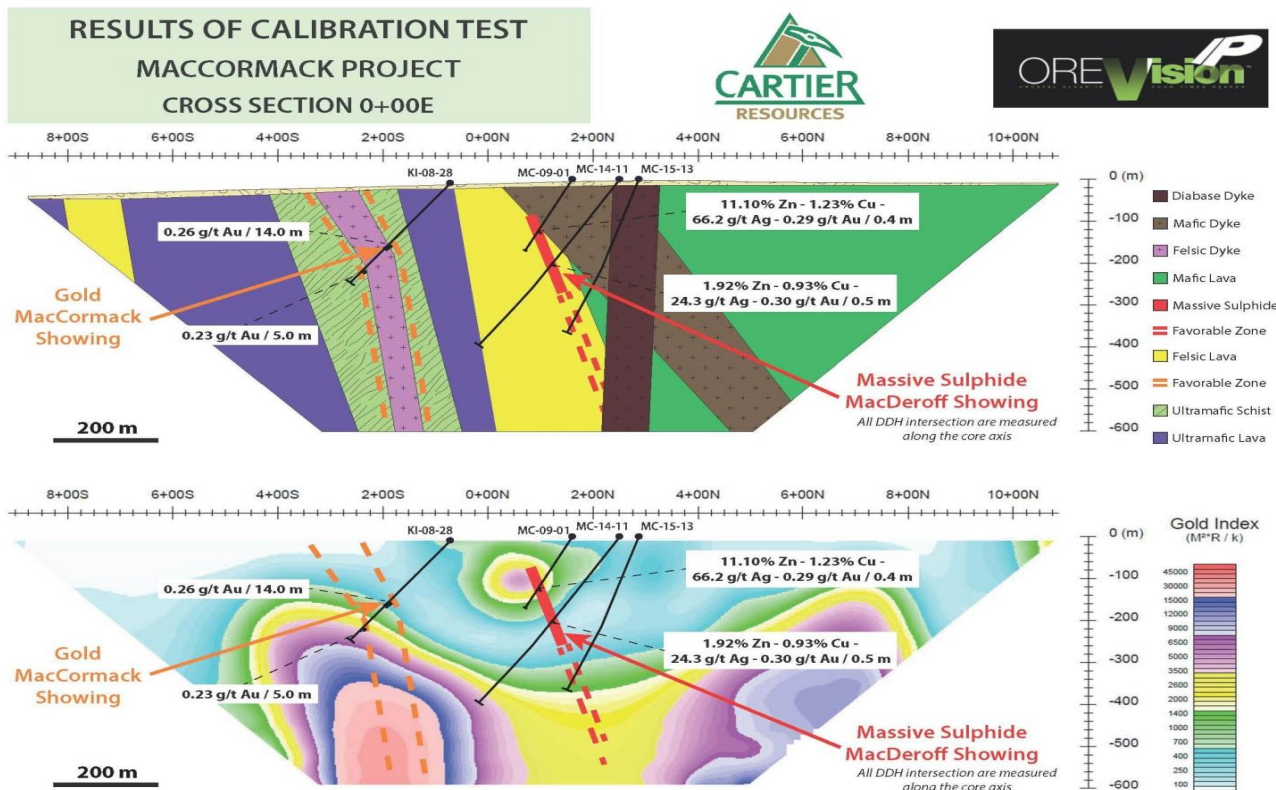 RESULTS OF CALIBRATION TEST
MACCORMACK PROJECT
CROSS SECTION 0+00E
CARTIER
RESOURCES
OREVision IP
8+00S 6+00S 4+00S 2+00S 0+00S 2+00N 4+00N 6+00N 8+00N 10+00N
KI-08-28
MC-09-01
MC-14-11
MC-15-13
0.26 g/t Au / 14.0 m
Gold
MacCormack
Showing
0.23 g/t Au / 5.0 m
200 m
11.10% Zn - 1.23% Cu -
66.2 g/t Ag - 0.29 g/t Au / 0.4 m
1.92% Zn - 0.93% Cu -
24.3 g/t Ag - 0.30 g/t Au / 0.5 m
Massive Sulphide
MacDeroff Showing
All DDH intersection are measured
along the core axis
0 (m)
-100
-200
-300
-400
-500
-600
Diabase Dyke
Mafic Dyke
Felsic Dyke
Mafic Lava
Massive Sulphide
Favorable Zone
Felsic Lava
Favorable Zone
Ultramafic Schist
Ultramafic Lava
8+00S 6+00S 4+00S 2+00S 0+00S 2+00N 4+00N 6+00N 8+00N 10+00N
KI-08-28
MC-09-01
MC-14-11
MC-15-13
0.26 g/t Au / 14.0 m
Gold
MacCormack
Showing
0.23 g/t Au / 5.0 m
200 m
11.10% Zn - 1.23% Cu -
66.2 g/t Ag - 0.29 g/t Au / 0.4 m
1.92% Zn - 0.93% Cu -
24.3 g/t Ag - 0.30 g/t Au / 0.5 m
Massive Sulphide
MacDeroff Showing
All DDH intersection are measured
along the core axis
0 (m)
-100
-200
-300
-400
-500
-600
Gold Index
(M²*R / k)
45000
30000
15000
12000
9000
6500
5000
3500
2600
1400
1000
700
400
250
100